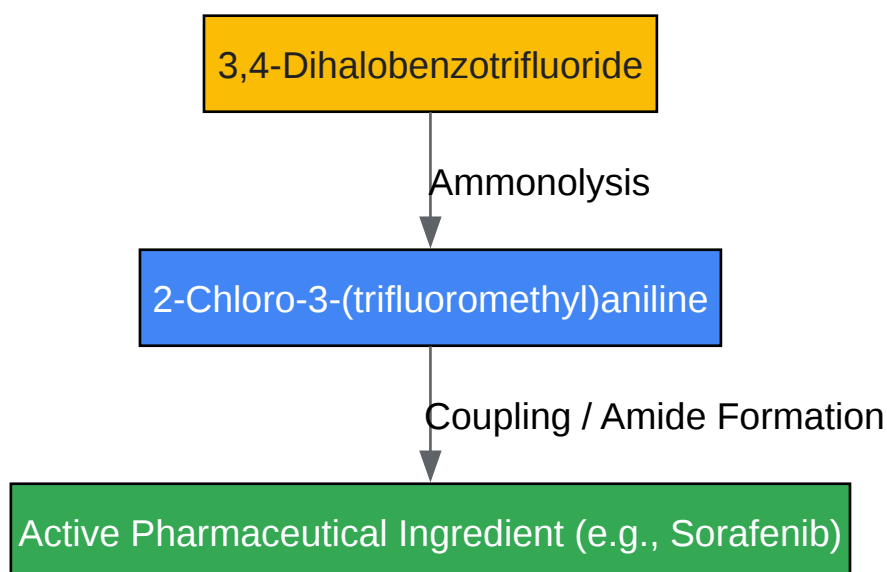 3,4-Dihalobenzotrifluoride
Ammonolysis
2-Chloro-3-(trifluoromethyl)aniline
Coupling / Amide Formation
Active Pharmaceutical Ingredient (e.g., Sorafenib)